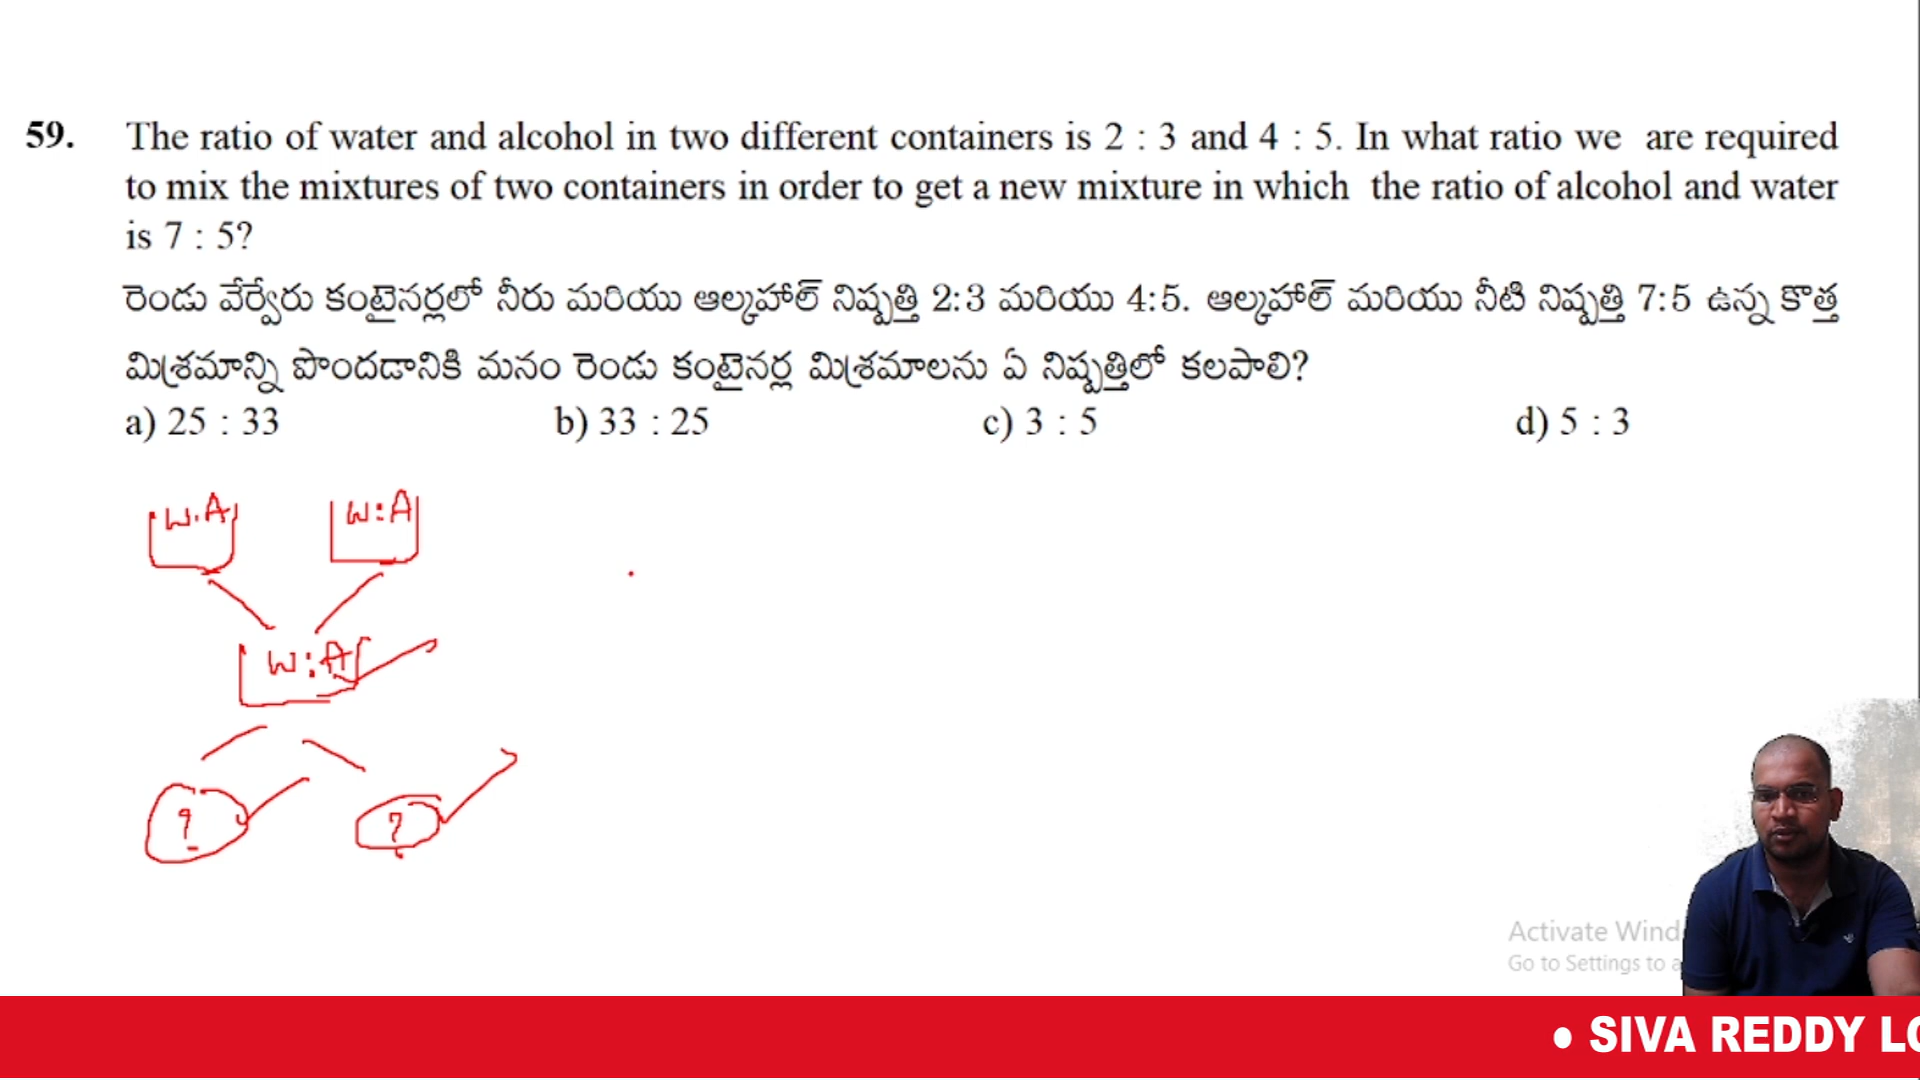 59. The ratio of water and alcohol in two different containers is 2 : 3 and 4 : 5. In what ratio we are required
to mix the mixtures of two containers in order to get a new mixture in which the ratio of alcohol and water
is 7 : 5?
రెండు వేర్వేరు కంటైనర్లలో నీరు మరియు ఆల్కహాల్ నిష్పత్తి 2:3 మరియు 4:5. ఆల్కహాల్ మరియు నీటి నిష్పత్తి 7:5 ఉన్న కొత్త
మిశ్రమాన్ని పొందడానికి మనం రెండు కంటైనర్ల మిశ్రమాలను ఏ నిష్పత్తిలో కలపాలి?
a) 25 : 33 b) 33 : 25 c) 3 : 5 d) 5 : 3
W.A W:A
W:A
? ?
Activate Wind
Go to Settings to a
• SIVA REDDY LO